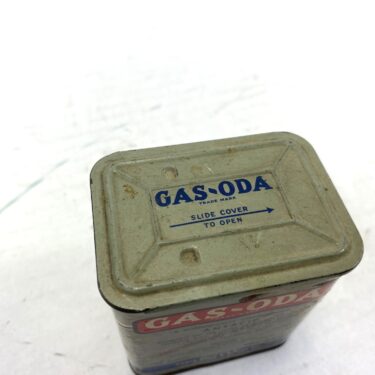 GAS-ODA
TRADE MARK
SLIDE COVER
TO OPEN
GAS-ODA